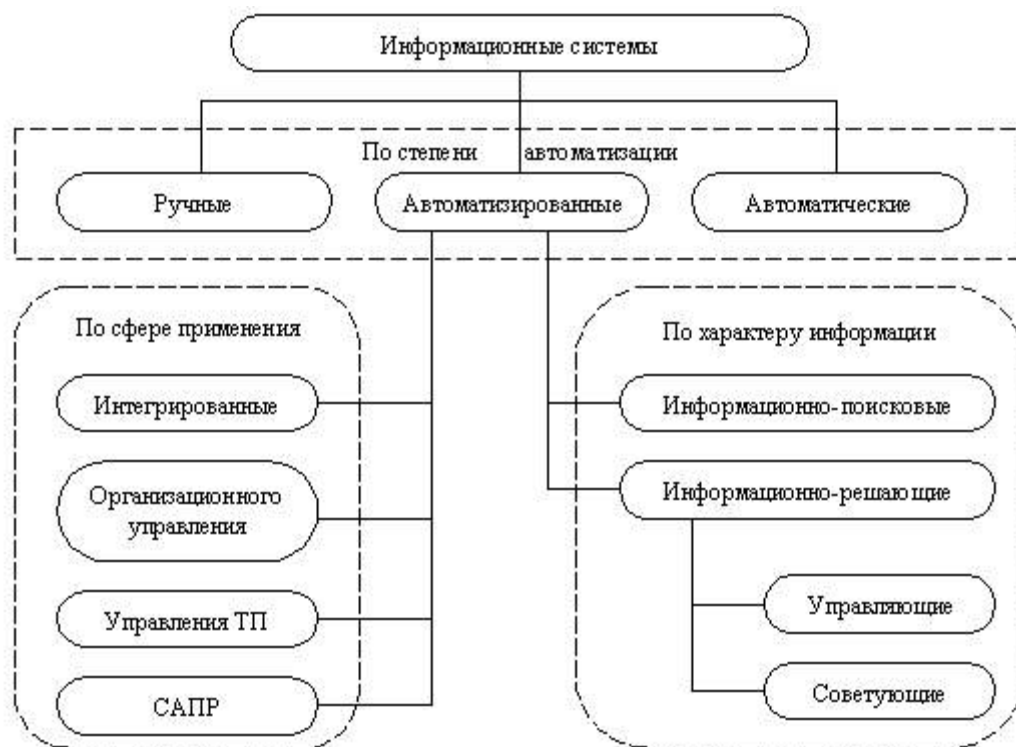 Информационные системы
По степени автоматизации
Ручные
Автоматизированные
Автоматические
По сфере применения
Интегрированные
Организационного
управления
Управления ТП
САПР
По характеру информации
Информационно-поисковые
Информационно-решающие
Управляющие
Советующие